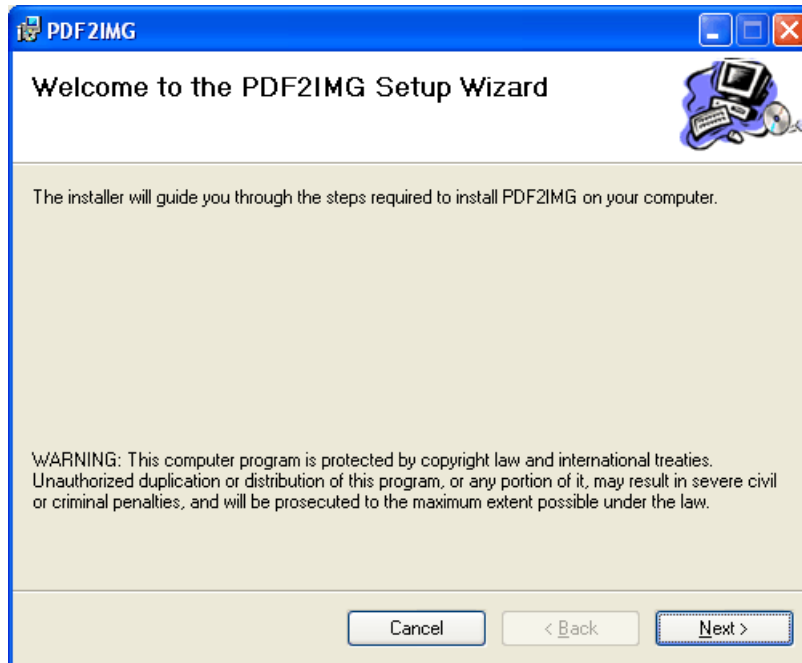 PDF2IMG
Welcome to the PDF2IMG Setup Wizard
The installer will guide you through the steps required to install PDF2IMG on your computer.
WARNING: This computer program is protected by copyright law and international treaties.
Unauthorized duplication or distribution of this program, or any portion of it, may result in severe civil
or criminal penalties, and will be prosecuted to the maximum extent possible under the law.
Cancel < Back Next >